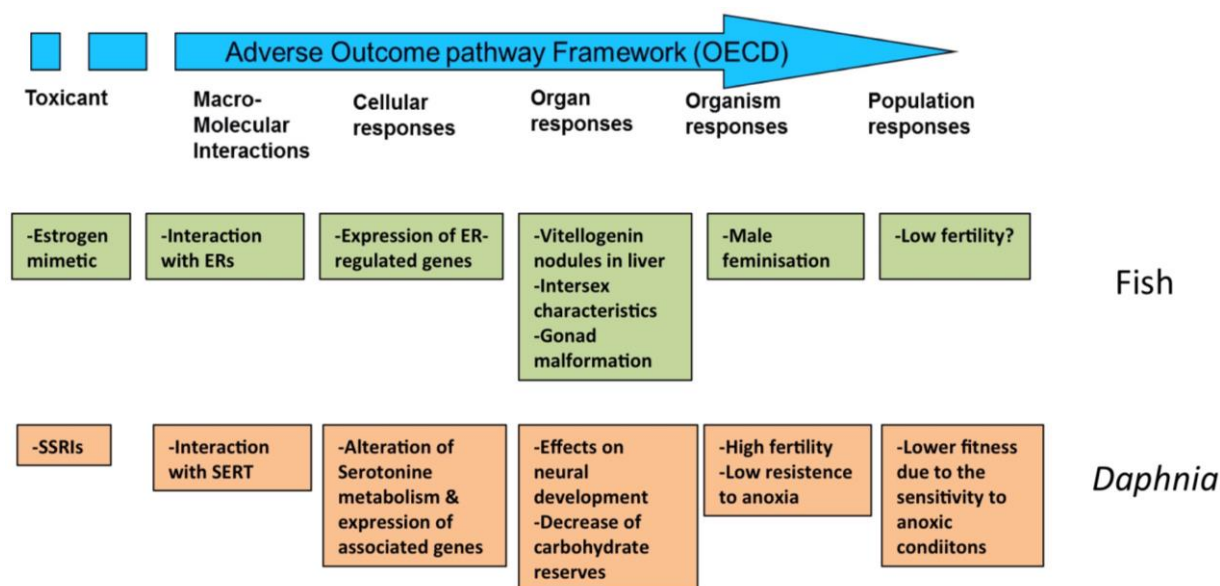 Adverse Outcome pathway Framework (OECD)
Toxicant
Macro-
Molecular
Interactions
Cellular
responses
Organ
responses
Organism
responses
Population
responses
-Estrogen
mimetic
-Interaction
with ERs
-Expression of ER-
regulated genes
-Vitellogenin
nodules in liver
-Intersex
characteristics
-Gonad
malformation
-Male
feminisation
-Low fertility?
Fish
-SSRIs
-Interaction
with SERT
-Alteration of
Serotonine
metabolism &
expression of
associated genes
-Effects on
neural
development
-Decrease of
carbohydrate
reserves
-High fertility
-Low resistence
to anoxia
-Lower fitness
due to the
sensitivity to
anoxic
condiitons
Daphnia